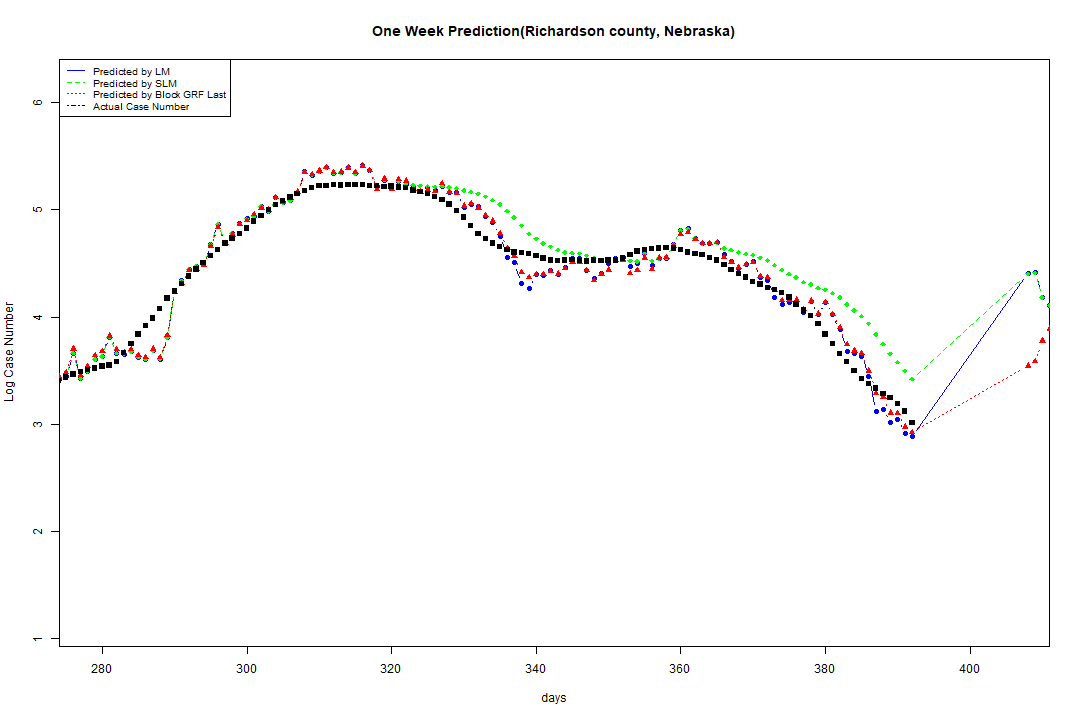 One Week Prediction(Richardson county, Nebraska)
Predicted by LM
Predicted by SLM
Predicted by Block GRF Last
Actual Case Number
6
5
4
3
2
1
Log Case Number
280 300 320 340 360 380 400
days